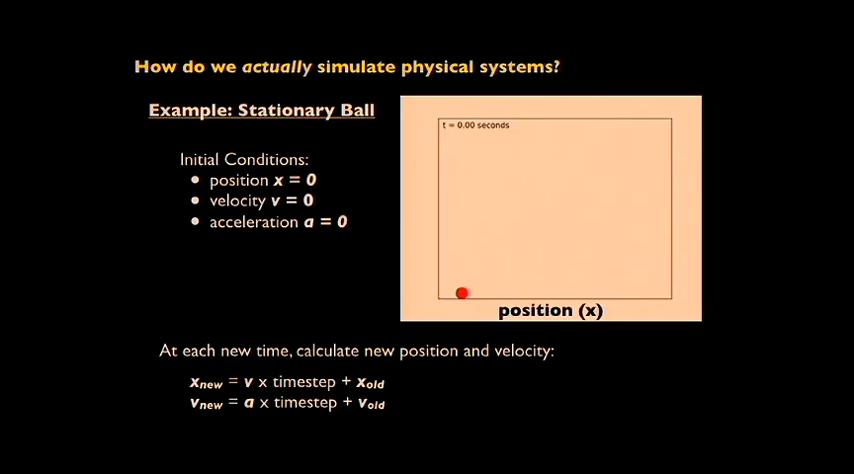 How do we actually simulate physical systems?
Example: Stationary Ball
Initial Conditions:
• position x = 0
• velocity v = 0
• acceleration a = 0
t = 0.00 seconds
position (x)
At each new time, calculate new position and velocity:
xnew = v x timestep + xold
vnew = a x timestep + vold